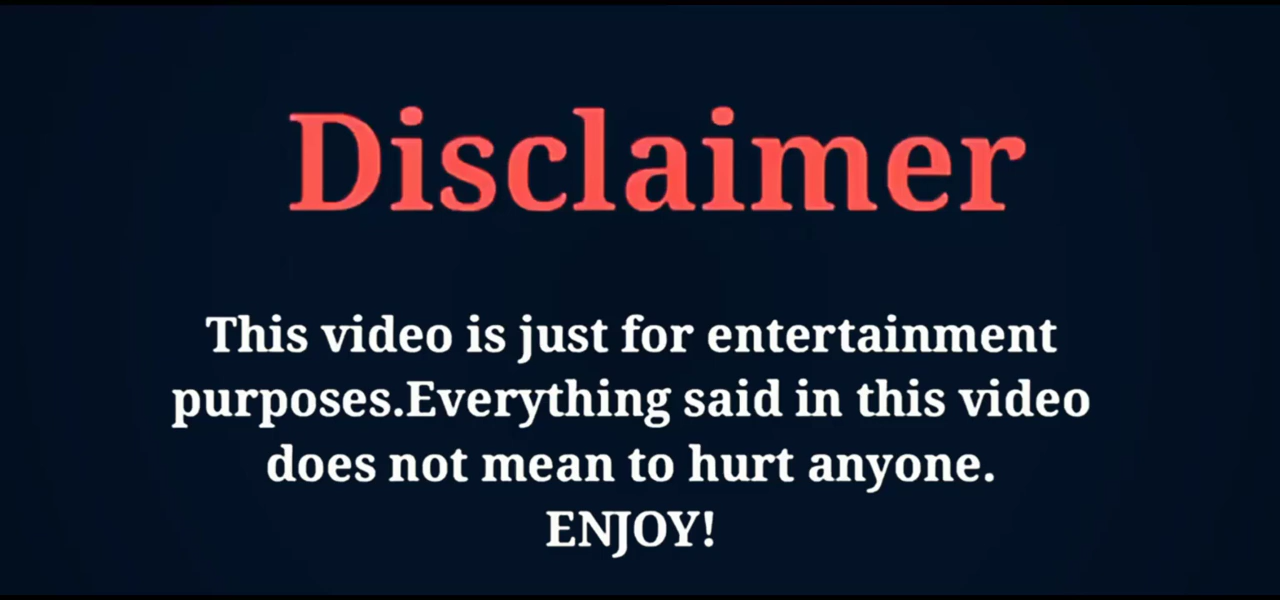 Disclaimer
This video is just for entertainment
purposes.Everything said in this video
does not mean to hurt anyone.
ENJOY!